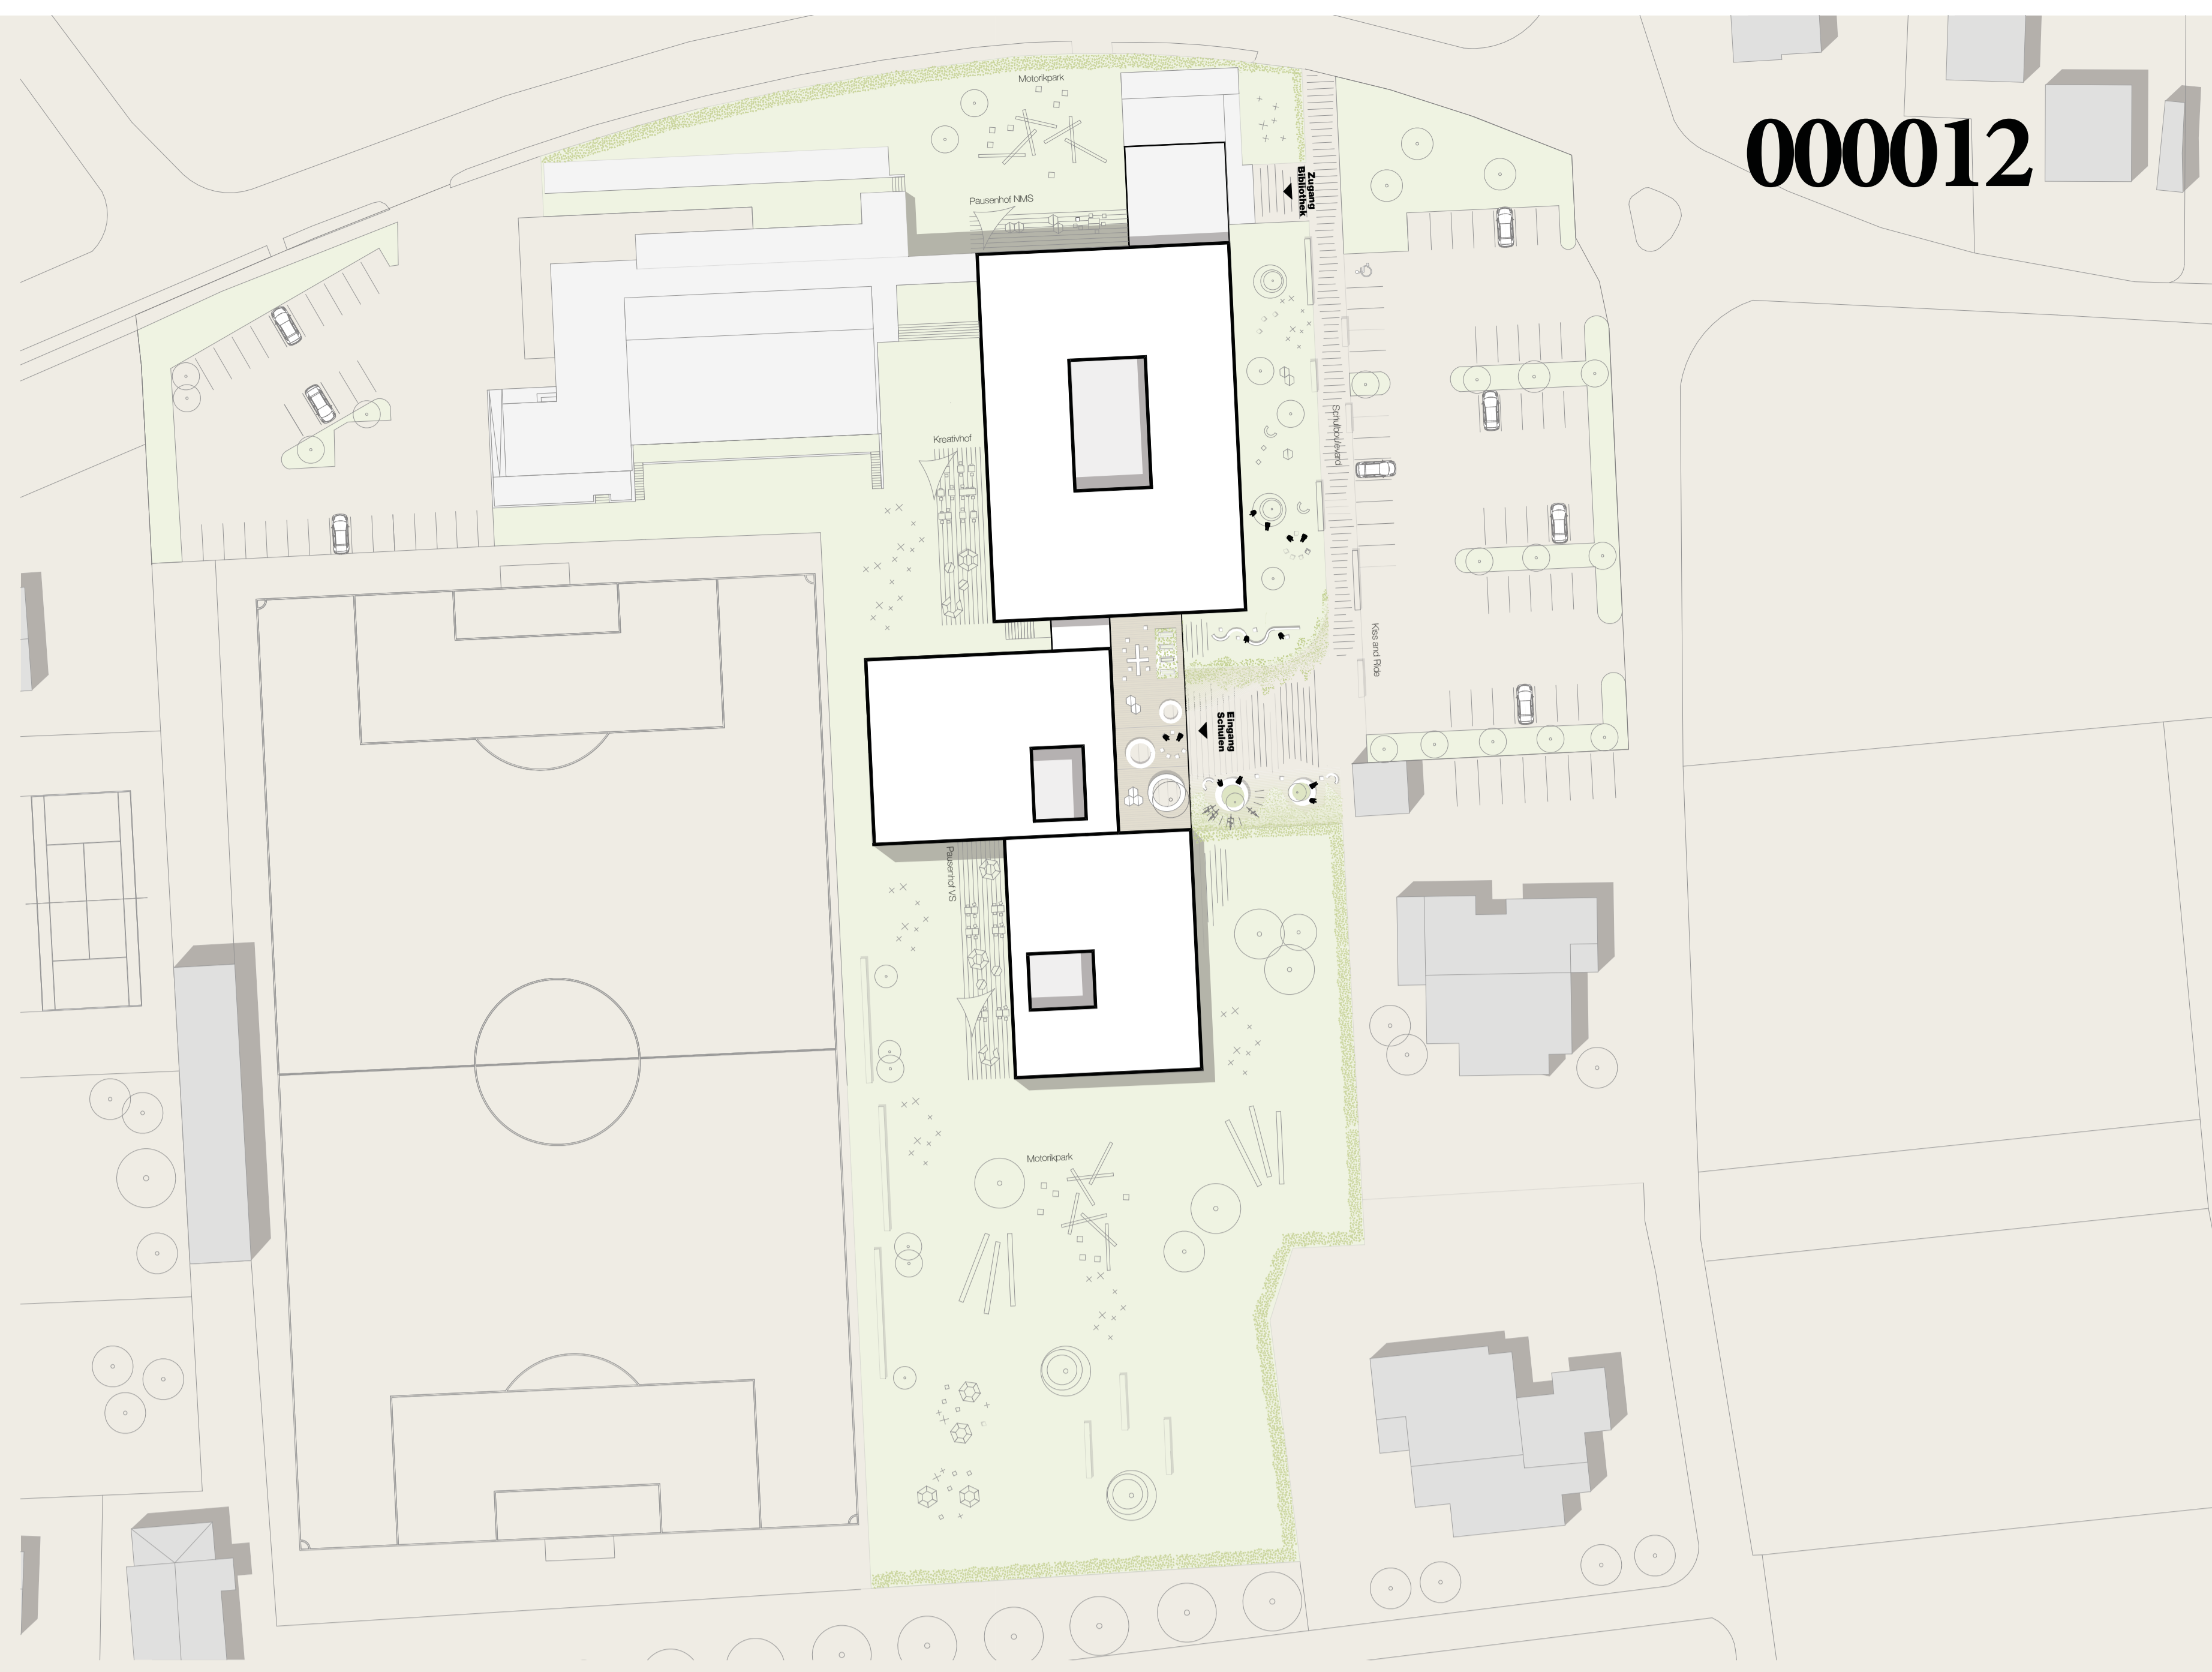 Motorikpark
000012
Zugang
Bibliothek
Pausenhof NMS
Schulboulevard
Kreativhof
Kiss and Ride
Eingang
Schulen
Pausenhof VS
Motorikpark